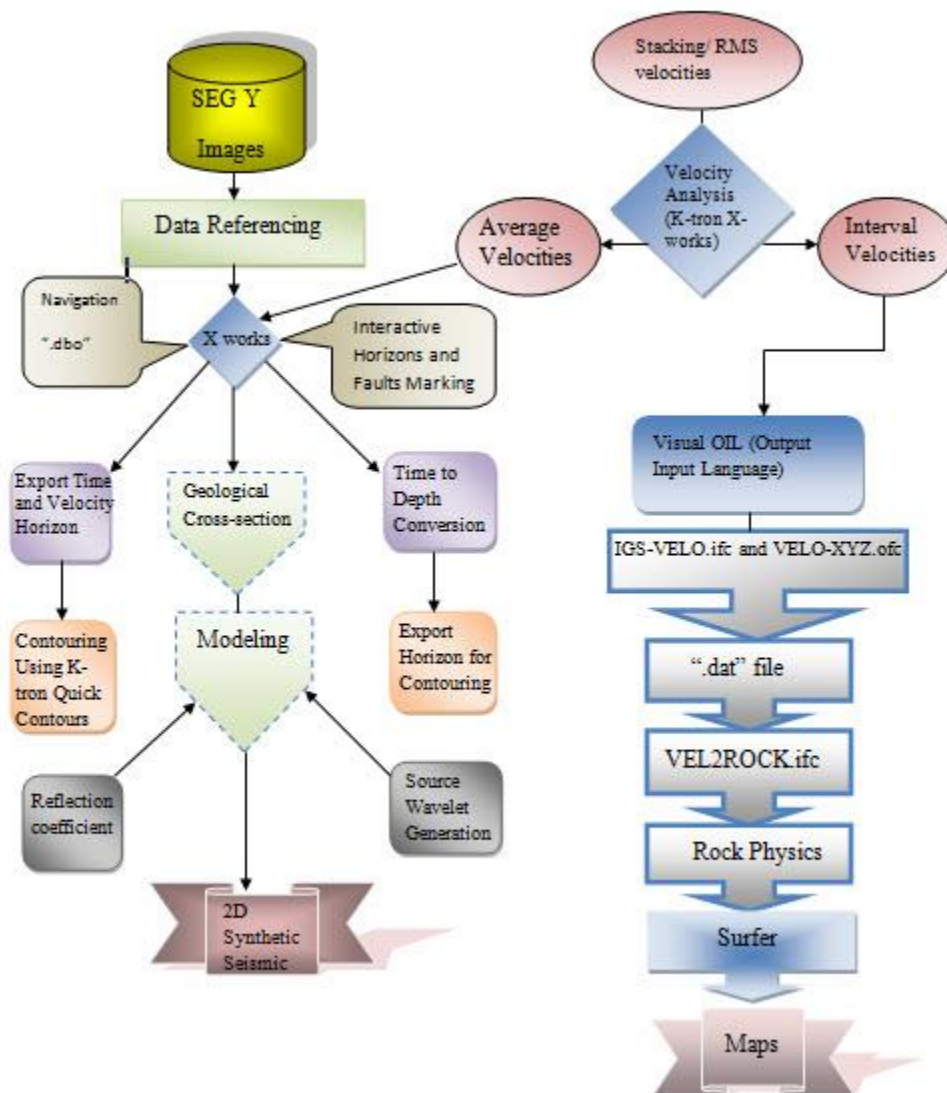 SEG Y
Images
Stacking/ RMS
velocities
Data Referencing
Velocity
Analysis
(K-tron X-
works)
Average
Velocities
Interval
Velocities
Navigation
".dbo"
X works
Interactive
Horizons and
Faults Marking
Export Time
and Velocity
Horizon
Geological
Cross-section
Time to
Depth
Conversion
Visual OIL (Output
Input Language)
IGS-VELO.ifc and VELO-XYZ.ofc
Contouring
Using K-
tron Quick
Contours
Modeling
Export
Horizon for
Contouring
".dat" file
VEL2ROCK.ifc
Reflection
coefficient
Source
Wavelet
Generation
Rock Physics
2D
Synthetic
Seismic
Surfer
Maps